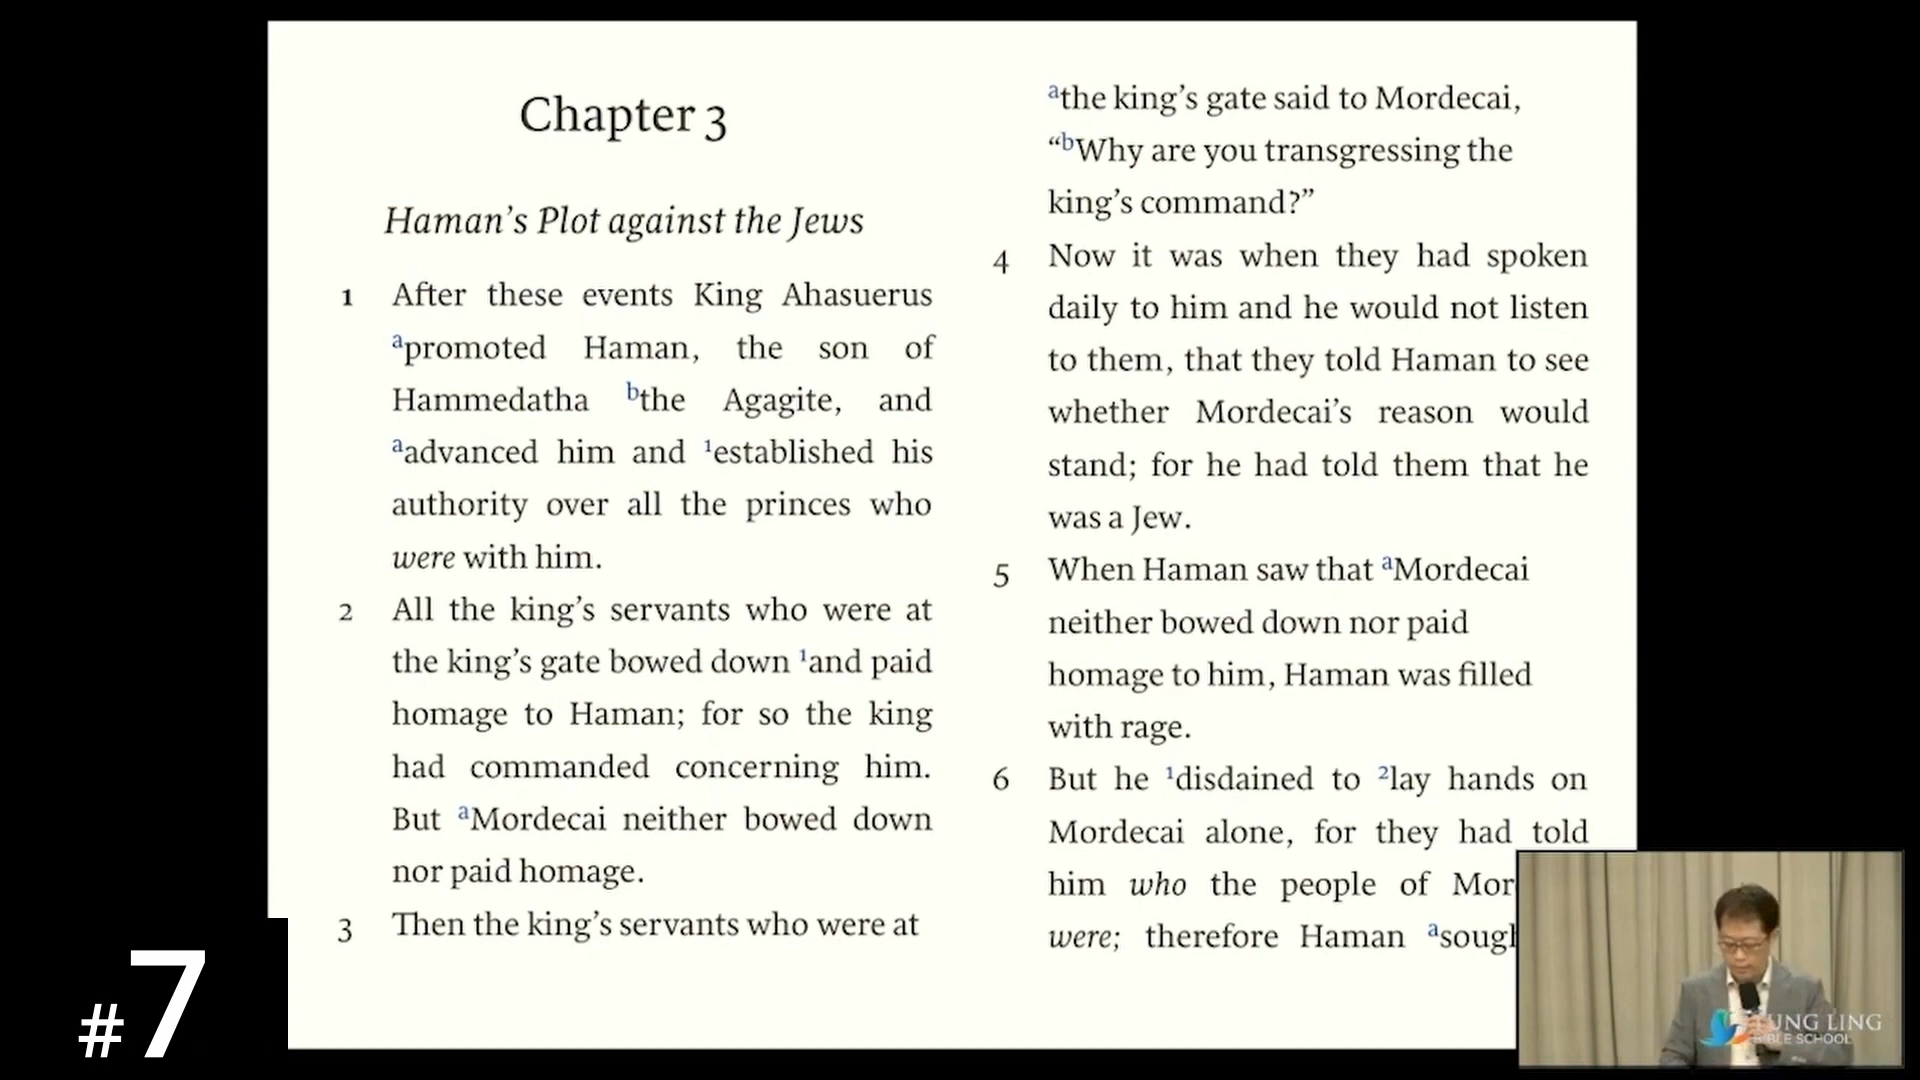 Chapter 3
Haman's Plot against the Jews
1 After these events King Ahasuerus
apromoted Haman, the son of
Hammedatha bthe Agagite, and
aadvanced him and 1established his
authority over all the princes who
were with him.
2 All the king's servants who were at
the king's gate bowed down 1and paid
homage to Haman; for so the king
had commanded concerning him.
But aMordecai neither bowed down
nor paid homage.
3 Then the king's servants who were at
athe king's gate said to Mordecai,
“bWhy are you transgressing the
king's command?”
4 Now it was when they had spoken
daily to him and he would not listen
to them, that they told Haman to see
whether Mordecai's reason would
stand; for he had told them that he
was a Jew.
5 When Haman saw that aMordecai
neither bowed down nor paid
homage to him, Haman was filled
with rage.
6 But he 1disdained to 2lay hands on
Mordecai alone, for they had told
him who the people of
were; therefore Haman
#7
TUNG LING
BIBLE SCHOOL